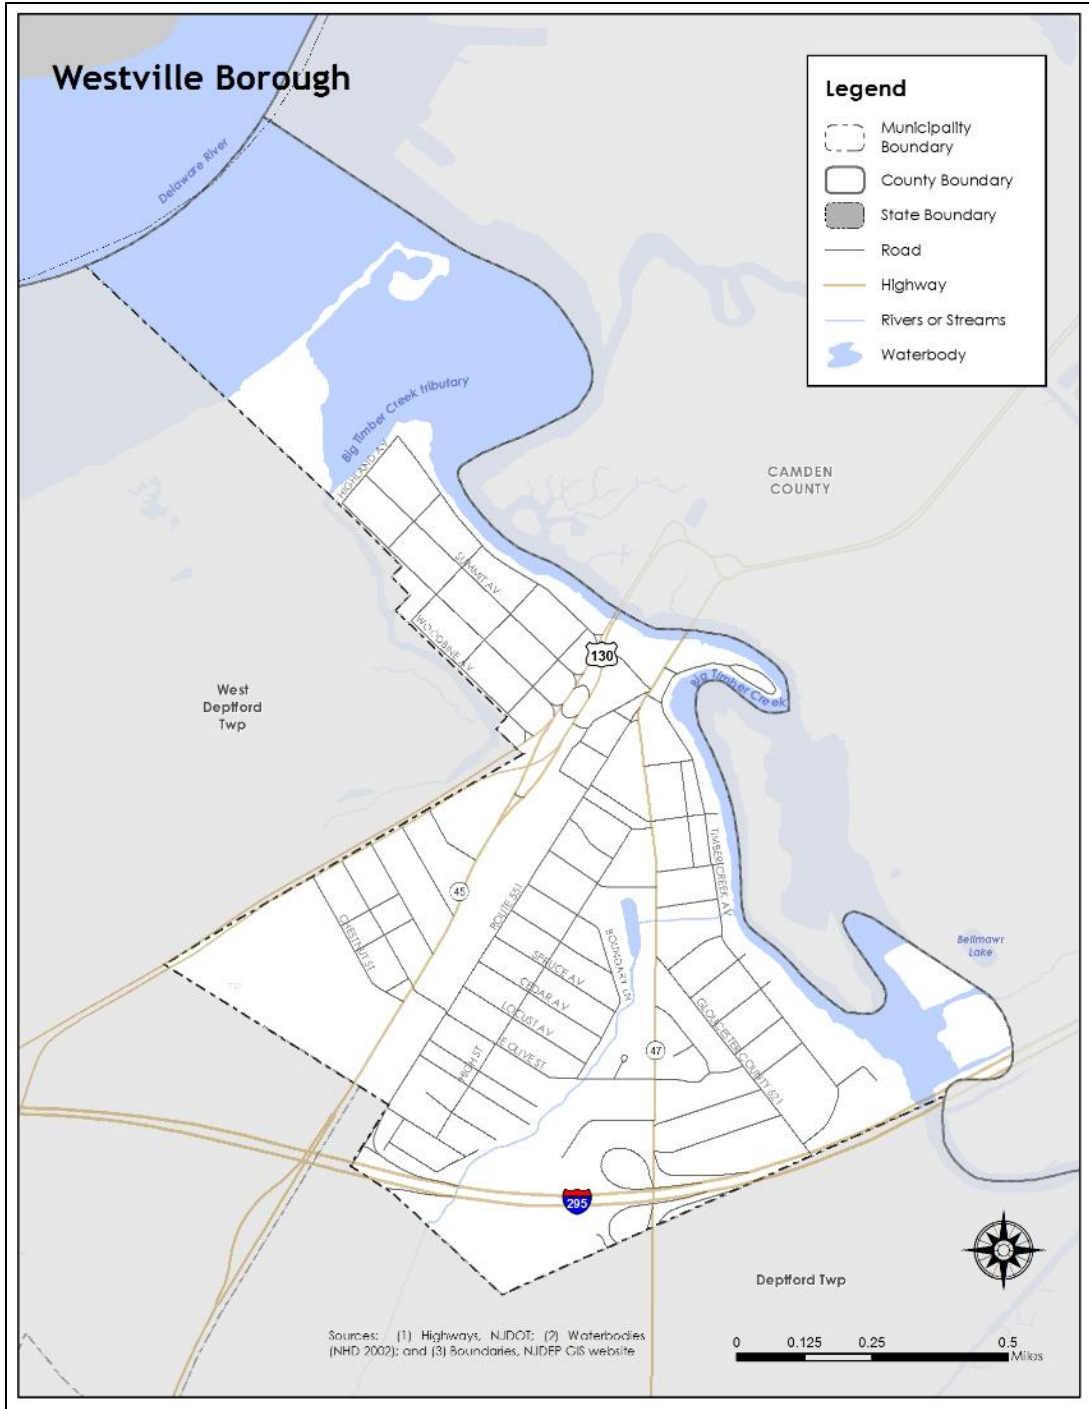 Westville Borough
Legend
Municipality
Boundary
County Boundary
State Boundary
Road
Highway
Rivers or Streams
Waterbody
Delaware River
Big Timber Creek tributary
HIGHLAND AV
CAMDEN
COUNTY
SUMMIT AV
WOODBINE AV
130
Big Timber Creek
West
Deptford
Twp
TIMBERCREEK AV
45
ROUTE 551
CHESTNUT ST
BOUNDARY LN
Bellmawr
Lake
SPRUCE AV
CEDAR AV
LOCUST AV
E OLIVE ST
HIGH ST
GLOUCESTER COUNTY 621
47
295
Deptford Twp
Sources: (1) Highways, NJDOT; (2) Waterbodies
(NHD 2002); and (3) Boundaries, NJDEP GIS website
0 0.125 0.25 0.5
Miles